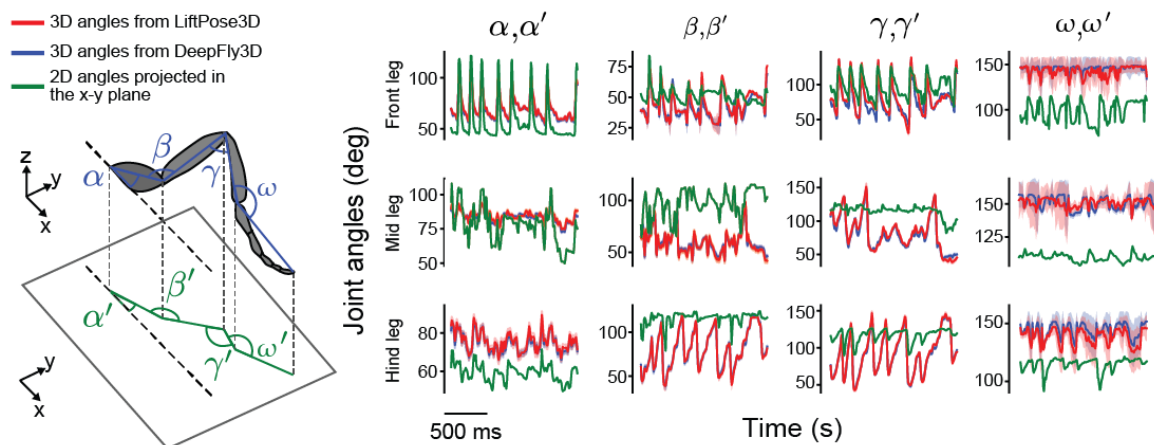 3D angles from LiftPose3D
3D angles from DeepFly3D
2D angles projected in
the x-y plane
z
y
x
α
β
γ
ω
α′
β′
γ′
ω′
y
x
Joint angles (deg)
α,α′
β,β′
γ,γ′
ω,ω′
Front leg
100
50
75
50
25
100
50
150
100
Mid leg
100
75
50
100
50
150
100
50
150
125
Hind leg
80
60
100
50
150
100
50
150
100
500 ms
Time (s)